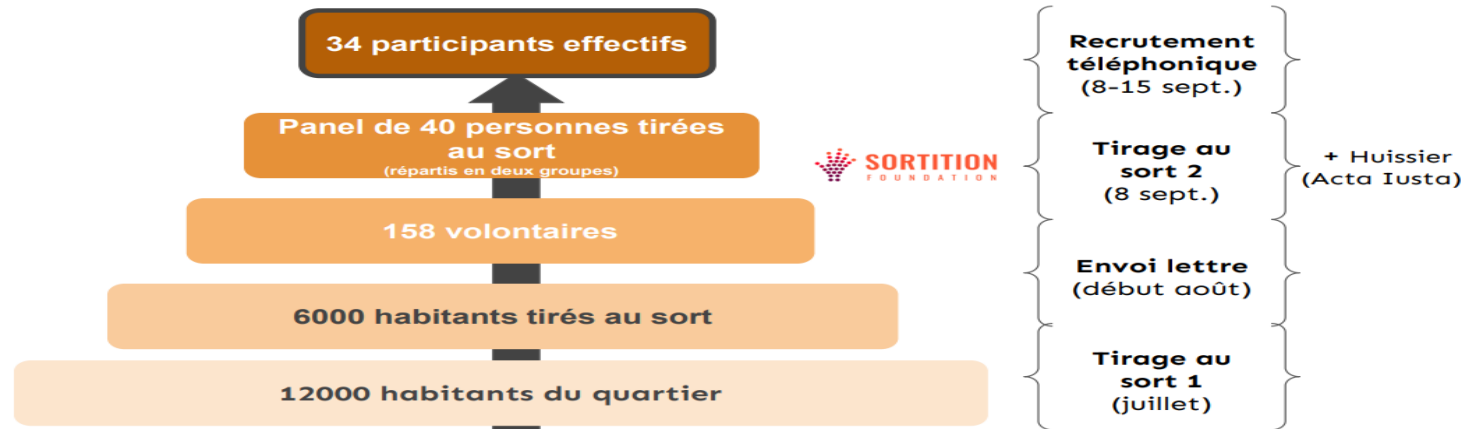 34 participants effectifs
Panel de 40 personnes tirées
au sort
(répartis en deux groupes)
158 volontaires
6000 habitants tirés au sort
12000 habitants du quartier
SORTITION
FOUNDATION
Recrutement
téléphonique
(8-15 sept.)
Tirage au
sort 2
(8 sept.)
+ Huissier
(Acta Iusta)
Envoi lettre
(début août)
Tirage au
sort 1
(juillet)